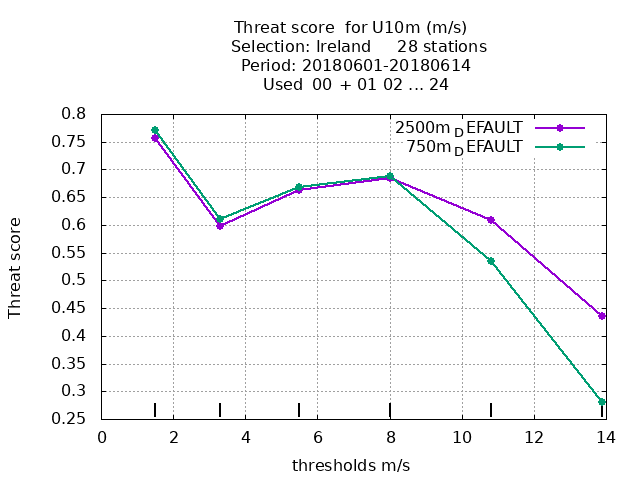 Threat score  for U10m (m/s)
Selection: Ireland     28 stations
Period: 20180601-20180614
Used  00  + 01 02 ... 24
2500m_DEFAULT
750m_DEFAULT
0.8
0.75
0.7
0.65
0.6
0.55
0.5
0.45
0.4
0.35
0.3
0.25
Threat score
0 2 4 6 8 10 12 14
thresholds m/s